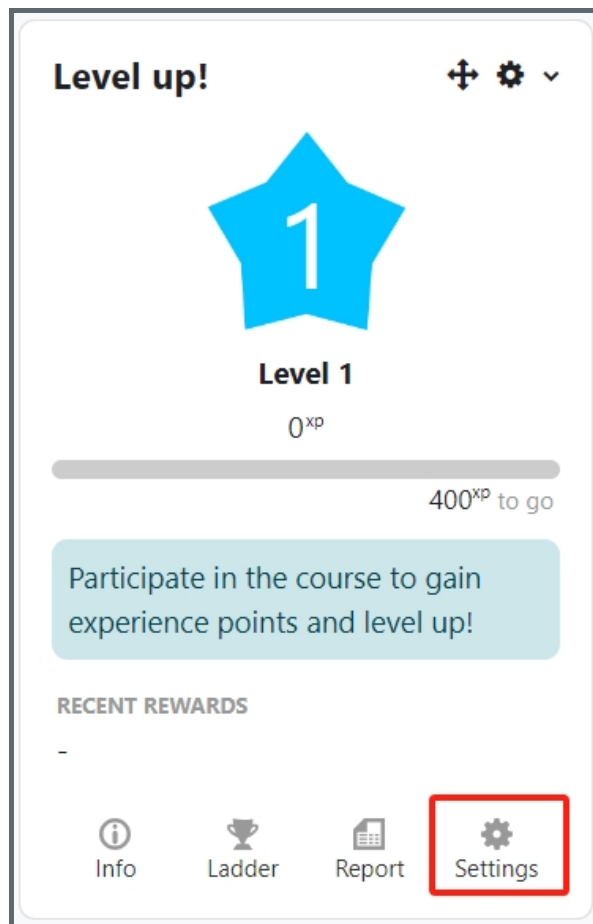 Level up!
1
Level 1
0xp
400xp to go
Participate in the course to gain
experience points and level up!
RECENT REWARDS
-
Info Ladder Report Settings